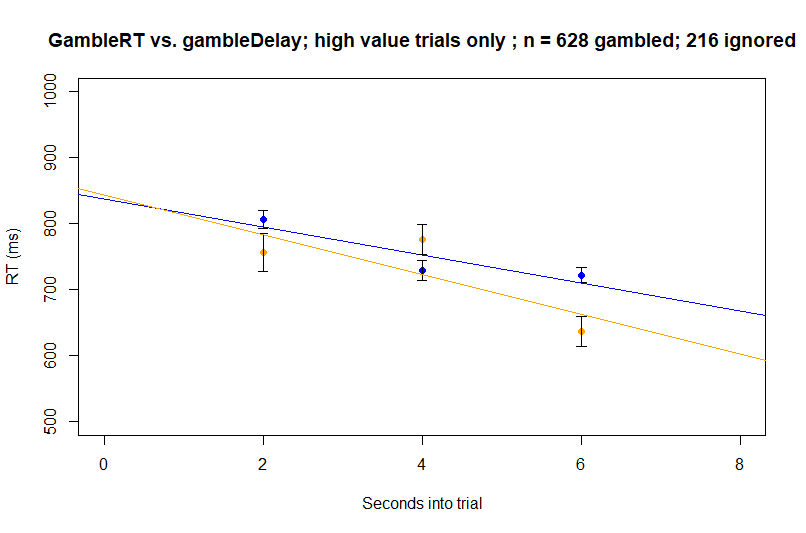 GambleRT vs. gambleDelay; high value trials only ; n = 628 gambled; 216 ignored
1000
900
800
700
600
500
RT (ms)
0 2 4 6 8
Seconds into trial